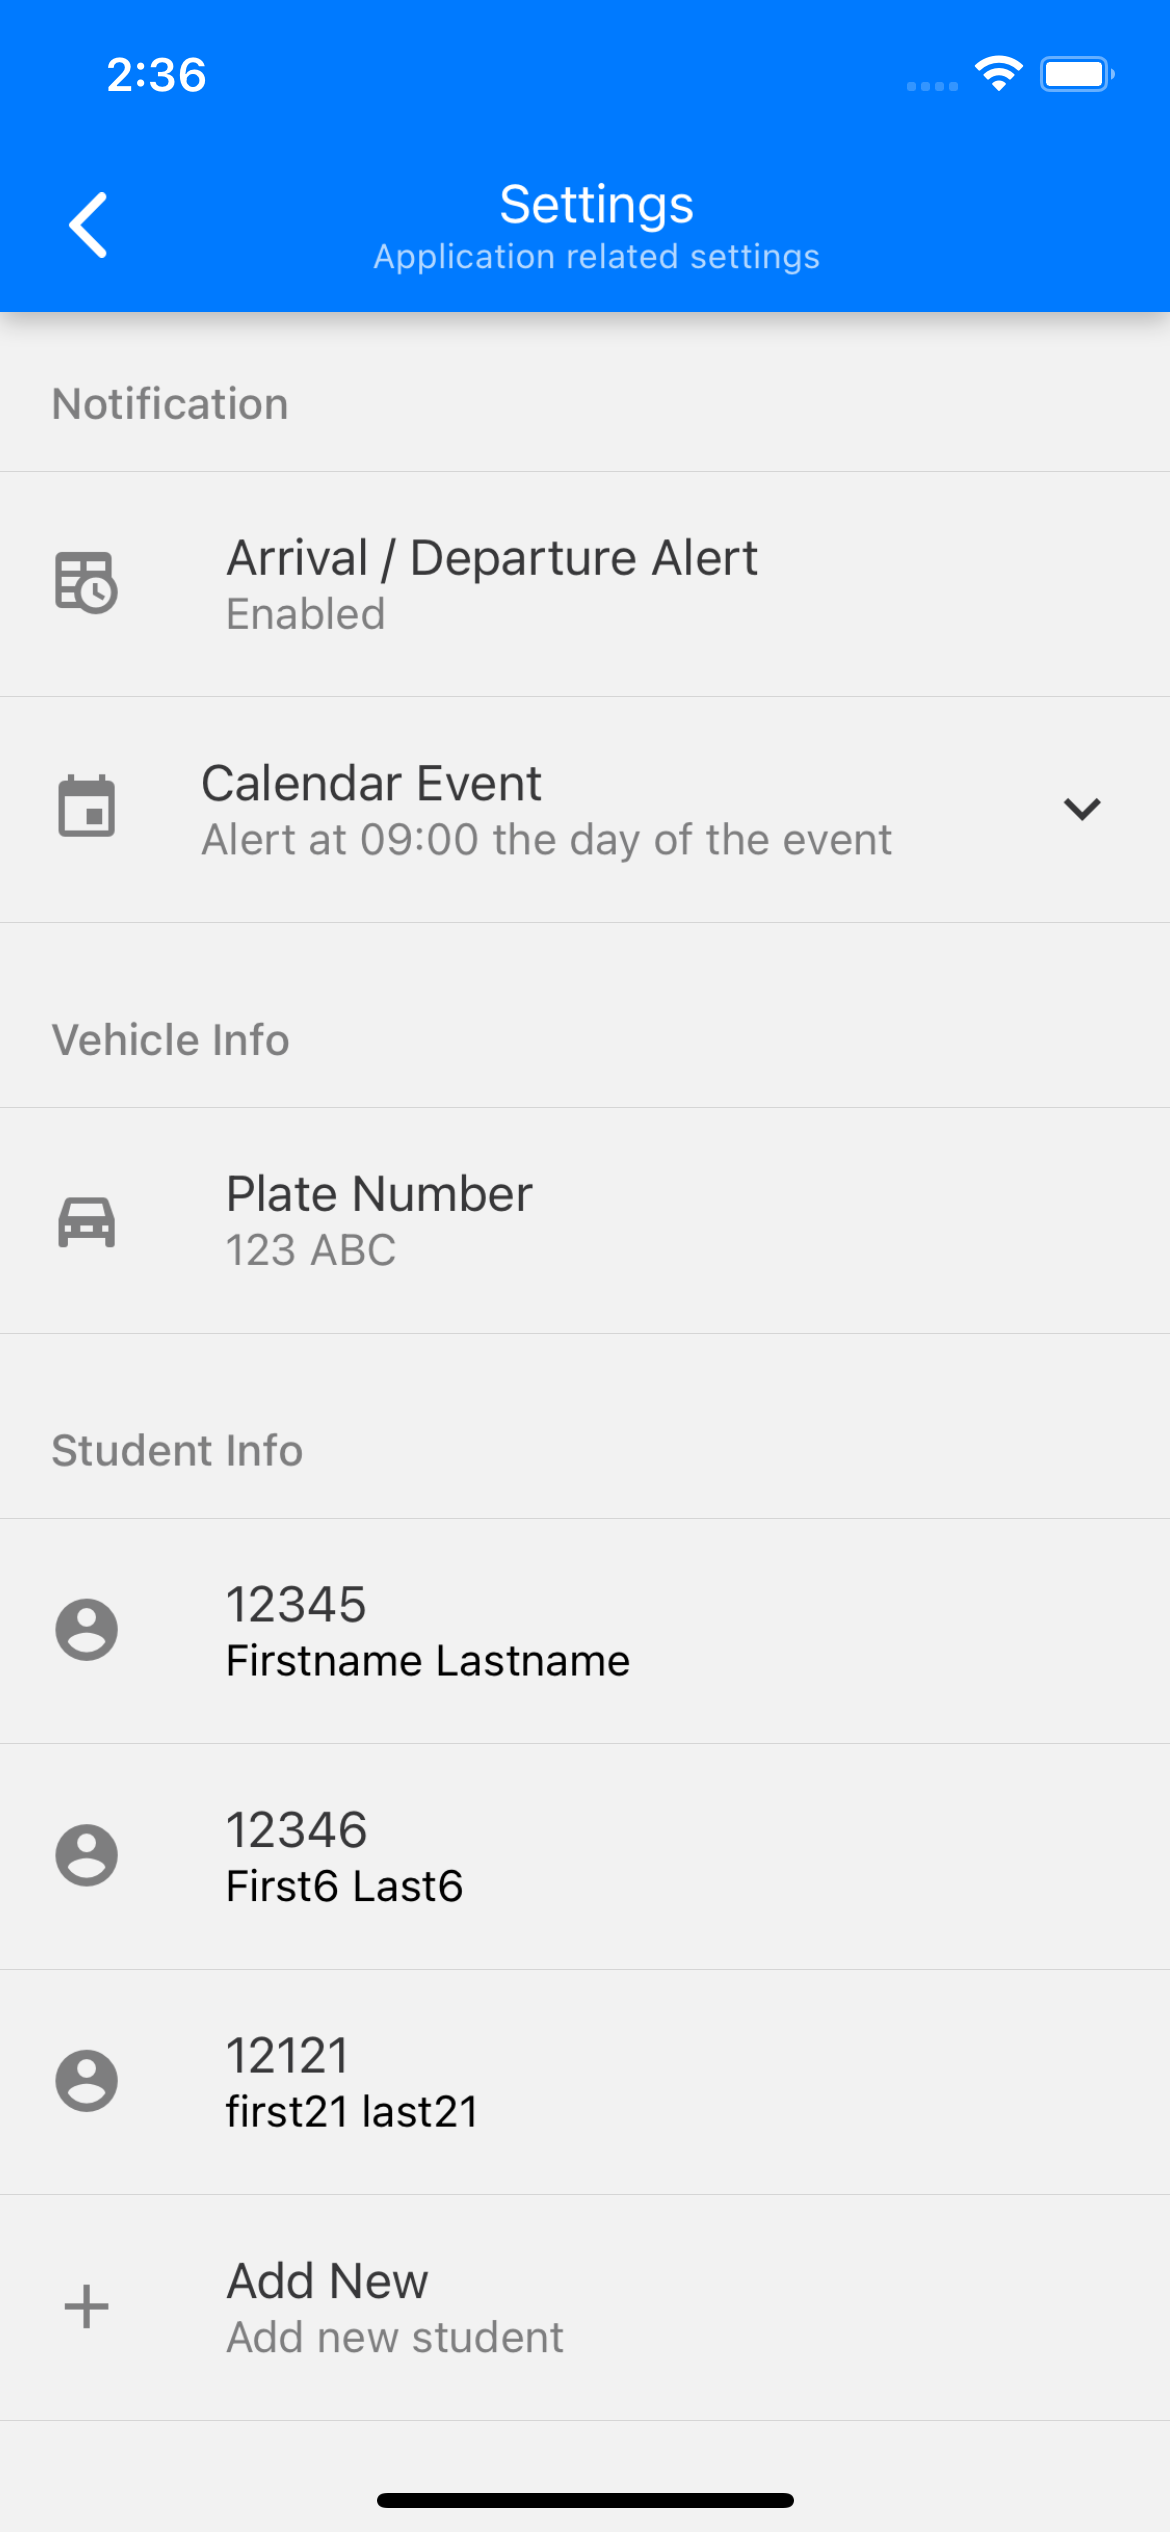 2:36
Settings
Application related settings
Notification
Arrival / Departure Alert
Enabled
Calendar Event
Alert at 09:00 the day of the event
Vehicle Info
Plate Number
123 ABC
Student Info
12345
Firstname Lastname
12346
First6 Last6
12121
first21 last21
Add New
Add new student